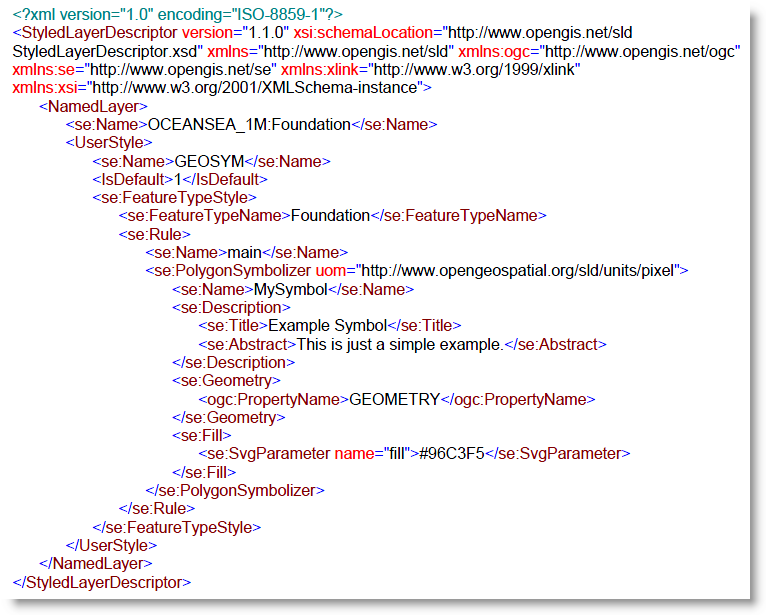 <?xml version="1.0" encoding="ISO-8859-1"?>
<StyledLayerDescriptor version="1.1.0" xsi:schemaLocation="http://www.opengis.net/sld
StyledLayerDescriptor.xsd" xmlns="http://www.opengis.net/sld" xmlns:ogc="http://www.opengis.net/ogc"
xmlns:se="http://www.opengis.net/se" xmlns:xlink="http://www.w3.org/1999/xlink"
xmlns:xsi="http://www.w3.org/2001/XMLSchema-instance">
<NamedLayer>
<se:Name>OCEANSEA_1M:Foundation</se:Name>
<UserStyle>
<se:Name>GEOSYM</se:Name>
<IsDefault>1</IsDefault>
<se:FeatureTypeStyle>
<se:FeatureTypeName>Foundation</se:FeatureTypeName>
<se:Rule>
<se:Name>main</se:Name>
<se:PolygonSymbolizer uom="http://www.opengeospatial.org/sld/units/pixel">
<se:Name>MySymbol</se:Name>
<se:Description>
<se:Title>Example Symbol</se:Title>
<se:Abstract>This is just a simple example.</se:Abstract>
</se:Description>
<se:Geometry>
<ogc:PropertyName>GEOMETRY</ogc:PropertyName>
</se:Geometry>
<se:Fill>
<se:SvgParameter name="fill">#96C3F5</se:SvgParameter>
</se:Fill>
</se:PolygonSymbolizer>
</se:Rule>
</se:FeatureTypeStyle>
</UserStyle>
</NamedLayer>
</StyledLayerDescriptor>